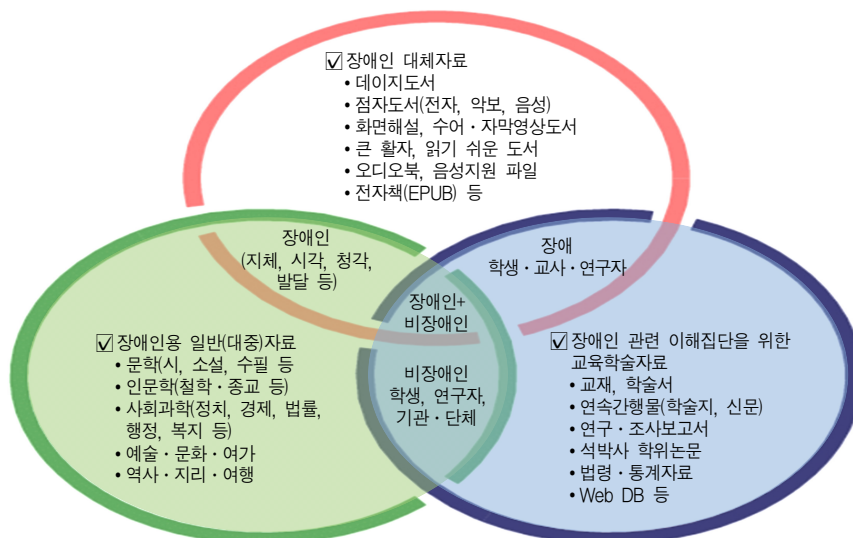 ☑ 장애인 대체자료
• 데이지도서
• 점자도서(전자, 악보, 음성)
• 화면해설, 수어・자막영상도서
• 큰 활자, 읽기 쉬운 도서
• 오디오북, 음성지원 파일
• 전자책(EPUB) 등
장애인
(지체, 시각, 청각,
발달 등)
장애
학생・교사・연구자
장애인+
비장애인
비장애인
학생, 연구자,
기관・단체
☑ 장애인용 일반(대중)자료
• 문학(시, 소설, 수필 등
• 인문학(철학・종교 등)
• 사회과학(정치, 경제, 법률,
행정, 복지 등)
• 예술・문화・여가
• 역사・지리・여행
☑ 장애인 관련 이해집단을 위한
교육학술자료
• 교재, 학술서
• 연속간행물(학술지, 신문)
• 연구・조사보고서
• 석박사 학위논문
• 법령・통계자료
• Web DB 등